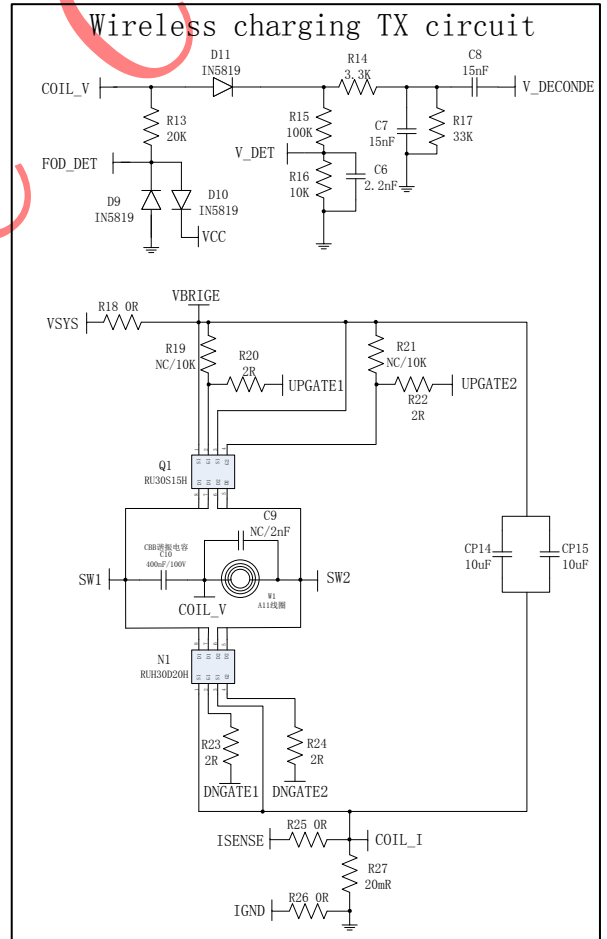 Wireless charging TX circuit
COIL_V
D11
IN5819
R14
3.3K
C8
15nF
V_DECONDE
R13
20K
R15
100K
C7
15nF
R17
33K
FOD_DET
V_DET
R16
10K
C6
2.2nF
D9
IN5819
D10
IN5819
VCC
VBRIGE
VSYS
R18 0R
R19
NC/10K
R20
2R
UPGATE1
R21
NC/10K
R22
2R
UPGATE2
Q1
RU30S15H
C9
NC/2nF
CBB谐振电容
C10
400nF/100V
SW1
SW2
COIL_V
W1
A11线圈
CP14
10uF
CP15
10uF
N1
RUH30D20H
R23
2R
R24
2R
DNGATE1
DNGATE2
ISENSE
R25 0R
COIL_I
R27
20mR
IGND
R26 0R